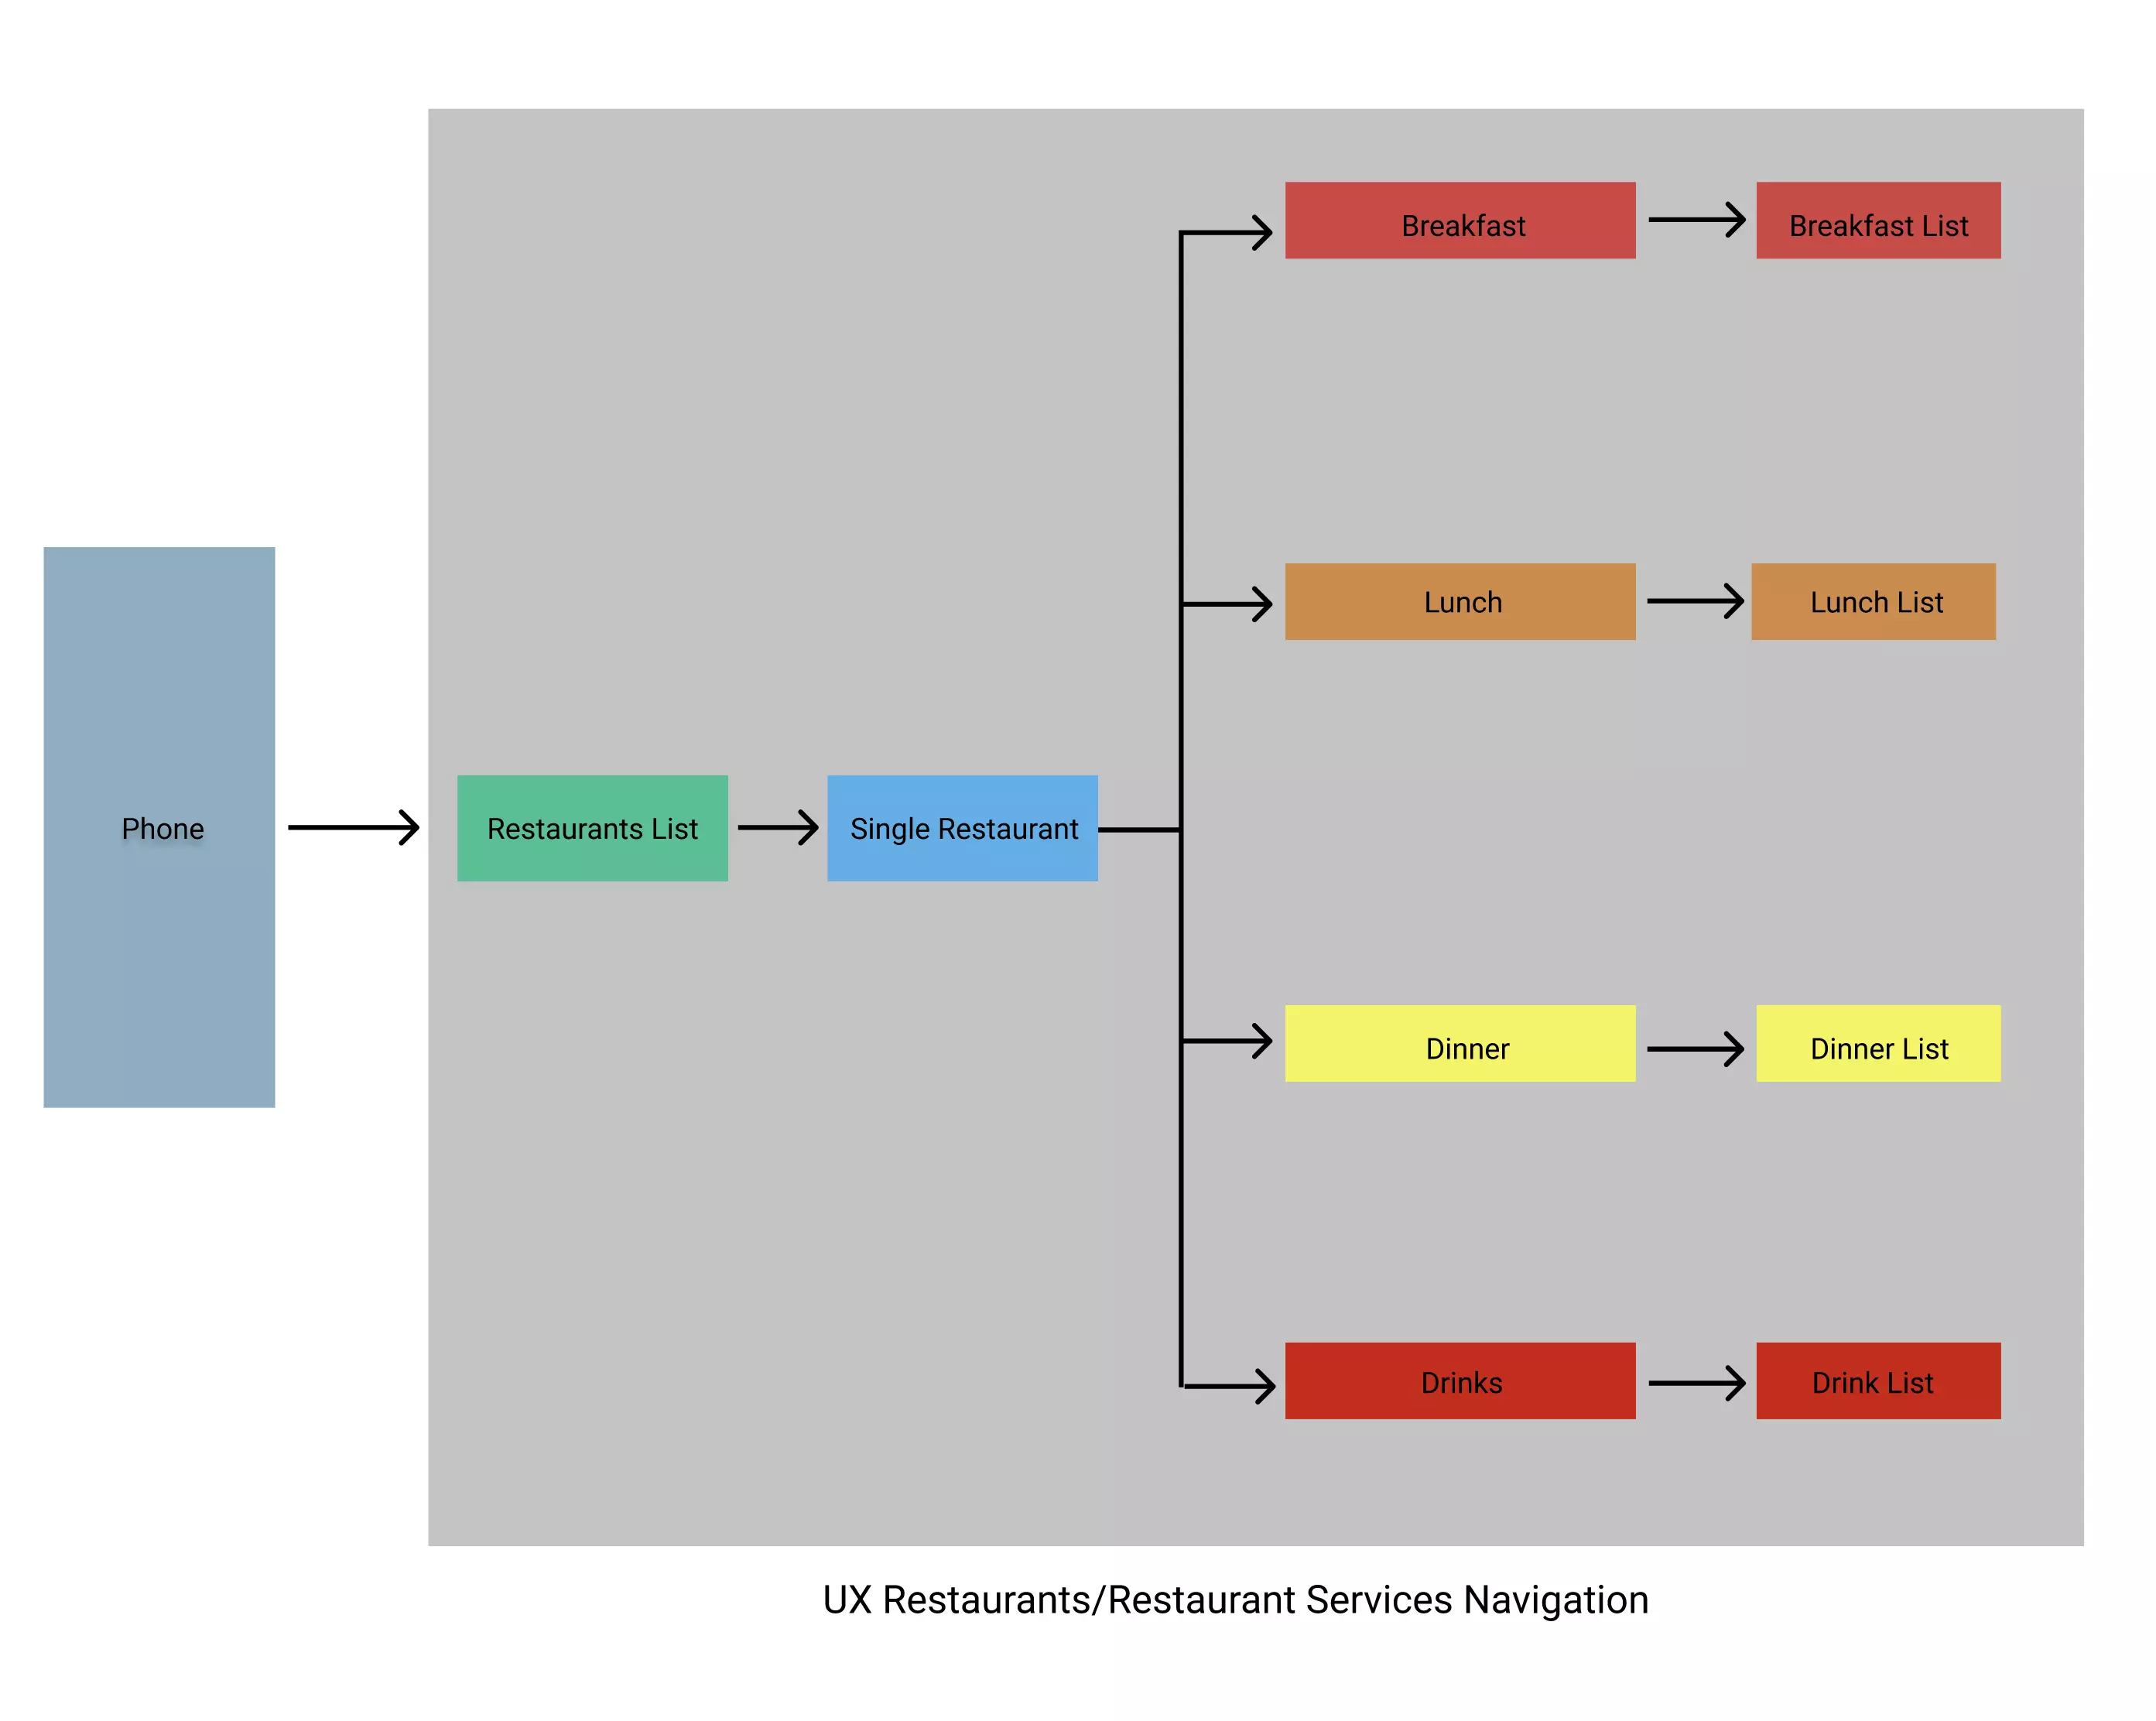 Breakfast
Breakfast List
Lunch
Lunch List
Phone
Restaurants List
Single Restaurant
Dinner
Dinner List
Drinks
Drink List
UX Restaurants/Restaurant Services Navigation